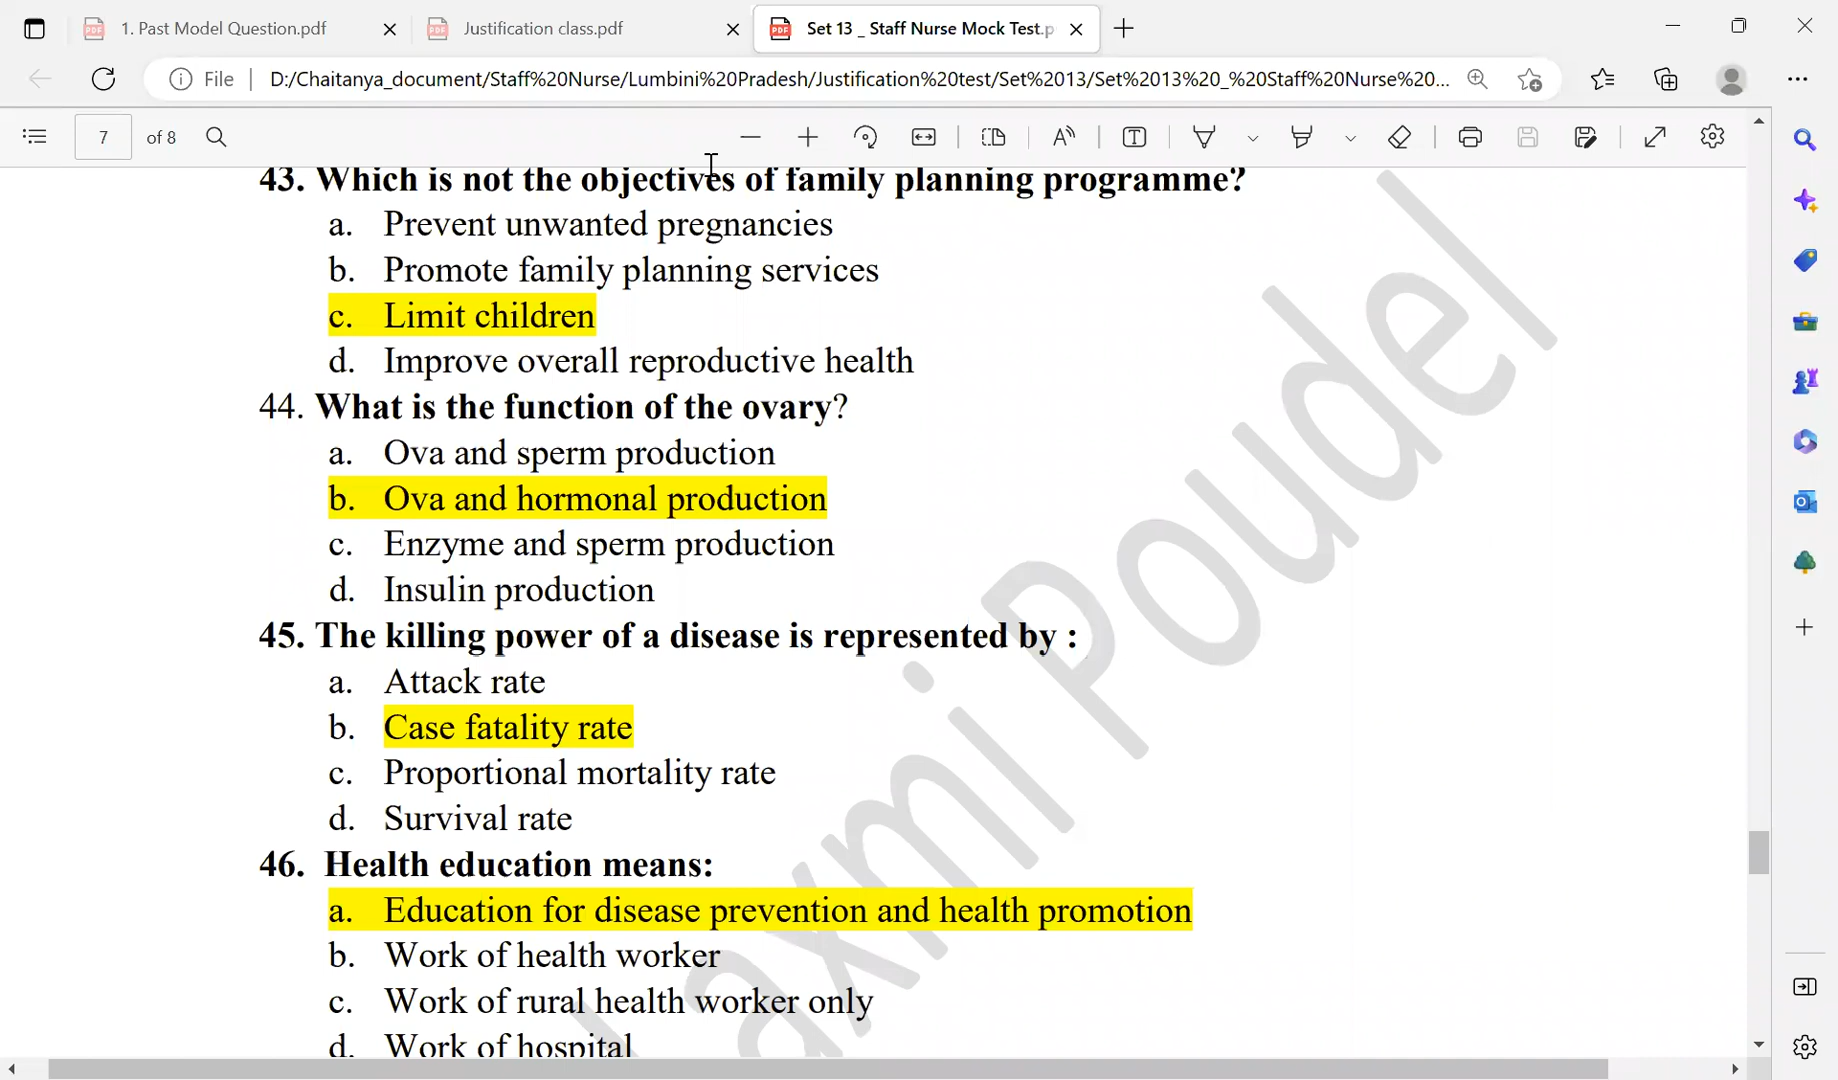 1. Past Model Question.pdf
Justification class.pdf
Set 13 _ Staff Nurse Mock Test.p
File
D:/Chaitanya_document/Staff%20Nurse/Lumbini%20Pradesh/Justification%20test/Set%2013/Set%2013%20_%20Staff%20Nurse%20...
7 of 8
43. Which is not the objectives of family planning programme?
a. Prevent unwanted pregnancies
b. Promote family planning services
c. Limit children
d. Improve overall reproductive health
44. What is the function of the ovary?
a. Ova and sperm production
b. Ova and hormonal production
c. Enzyme and sperm production
d. Insulin production
45. The killing power of a disease is represented by :
a. Attack rate
b. Case fatality rate
c. Proportional mortality rate
d. Survival rate
46. Health education means:
a. Education for disease prevention and health promotion
b. Work of health worker
c. Work of rural health worker only
d. Work of hospital
axmi Poudel